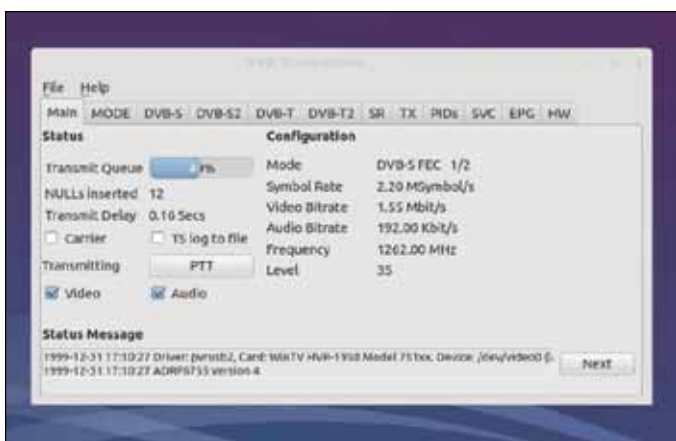 File Help
Main MODE DVB-S DVB-S2 DVB-T DVB-T2 SR TX PIDs SVC EPG HW
Status
Transmit Queue
NULLs inserted 12
Transmit Delay 0.16 Secs
Carrier TS log to file
Transmitting PTT
Video Audio
Configuration
Mode DVB-S FEC 1/2
Symbol Rate 2.20 MSymbol/s
Video Bitrate 1.55 Mbit/s
Audio Bitrate 192.00 Kbit/s
Frequency 1262.00 MHz
Level 35
Status Message
1999-12-31 17:10:27 Driver: pvrusb2, Card: WinTV HVR-1950 Model 751xx, Device: /dev/video0
1999-12-31 17:10:27 ADRF6755 Version 4
Next